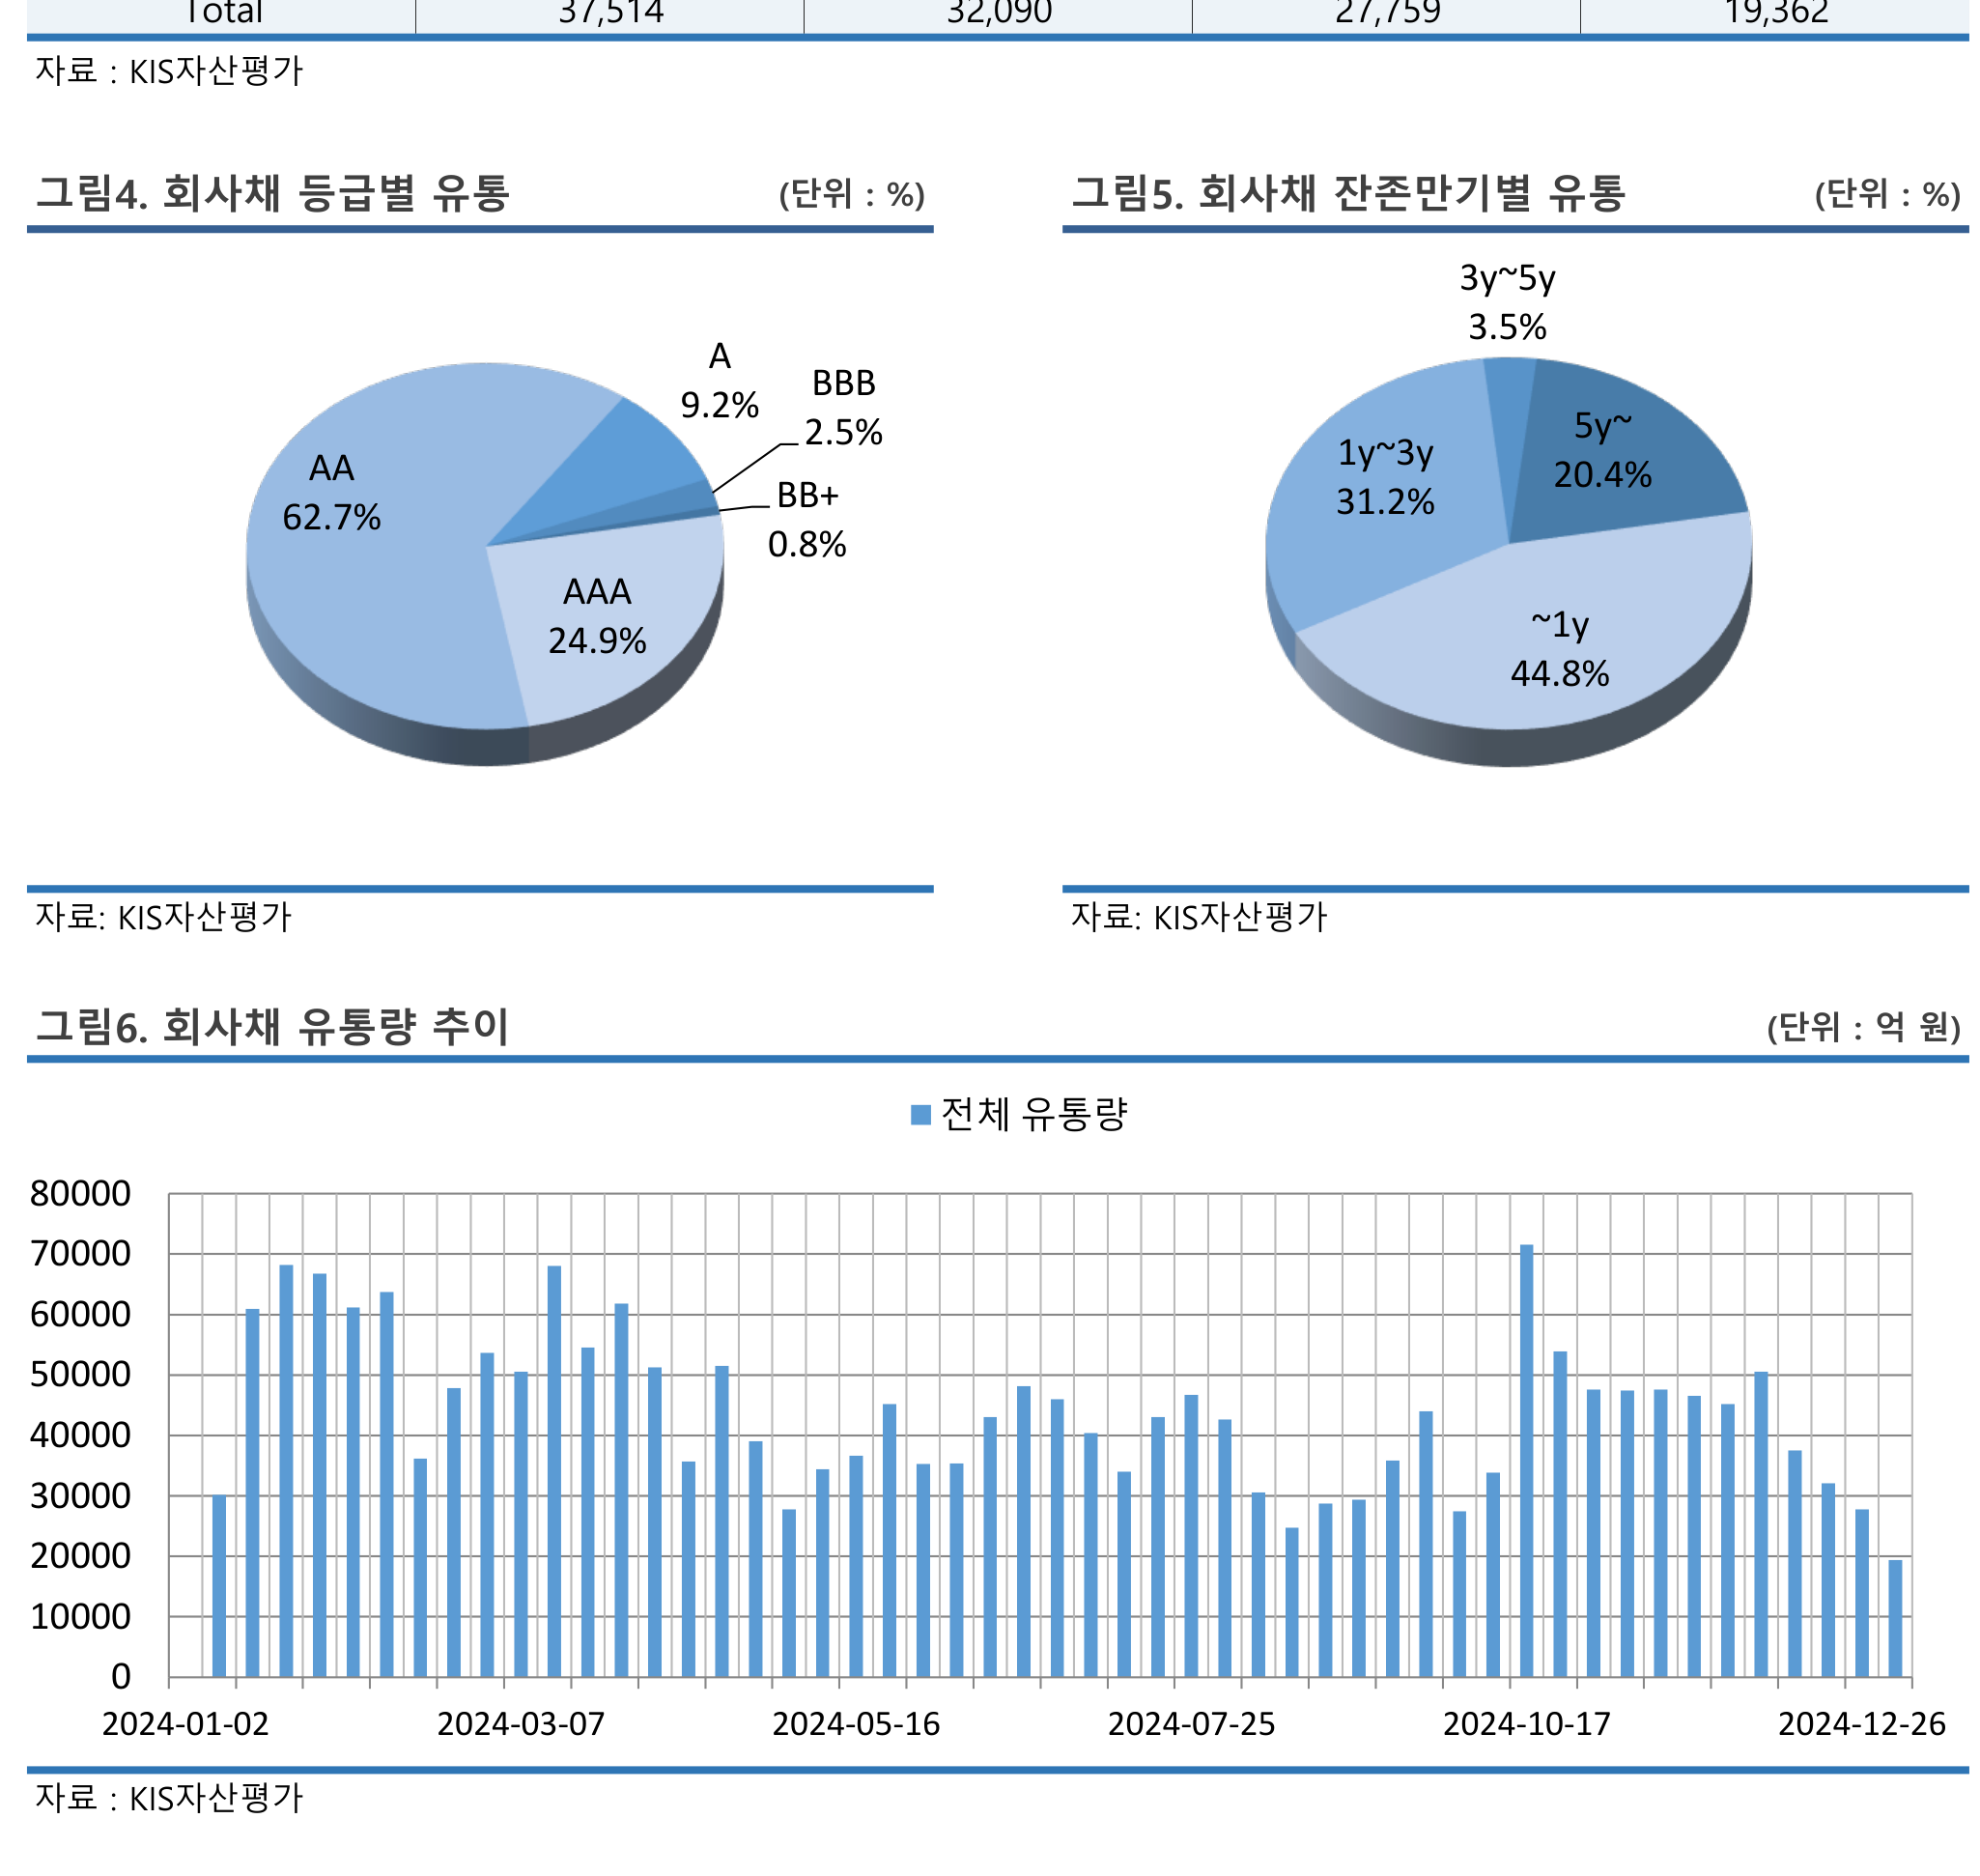 Total 37,514 32,090 27,759 19,362
자료 : KIS자산평가
그림4. 회사채 등급별 유통 (단위 : %)
AA
62.7%
A
9.2%
BBB
2.5%
BB+
0.8%
AAA
24.9%
자료: KIS자산평가
그림5. 회사채 잔존만기별 유통 (단위 : %)
3y~5y
3.5%
5y~
20.4%
1y~3y
31.2%
~1y
44.8%
자료: KIS자산평가
그림6. 회사채 유통량 추이 (단위 : 억 원)
전체 유통량
80000
70000
60000
50000
40000
30000
20000
10000
0
2024-01-02 2024-03-07 2024-05-16 2024-07-25 2024-10-17 2024-12-26
자료 : KIS자산평가